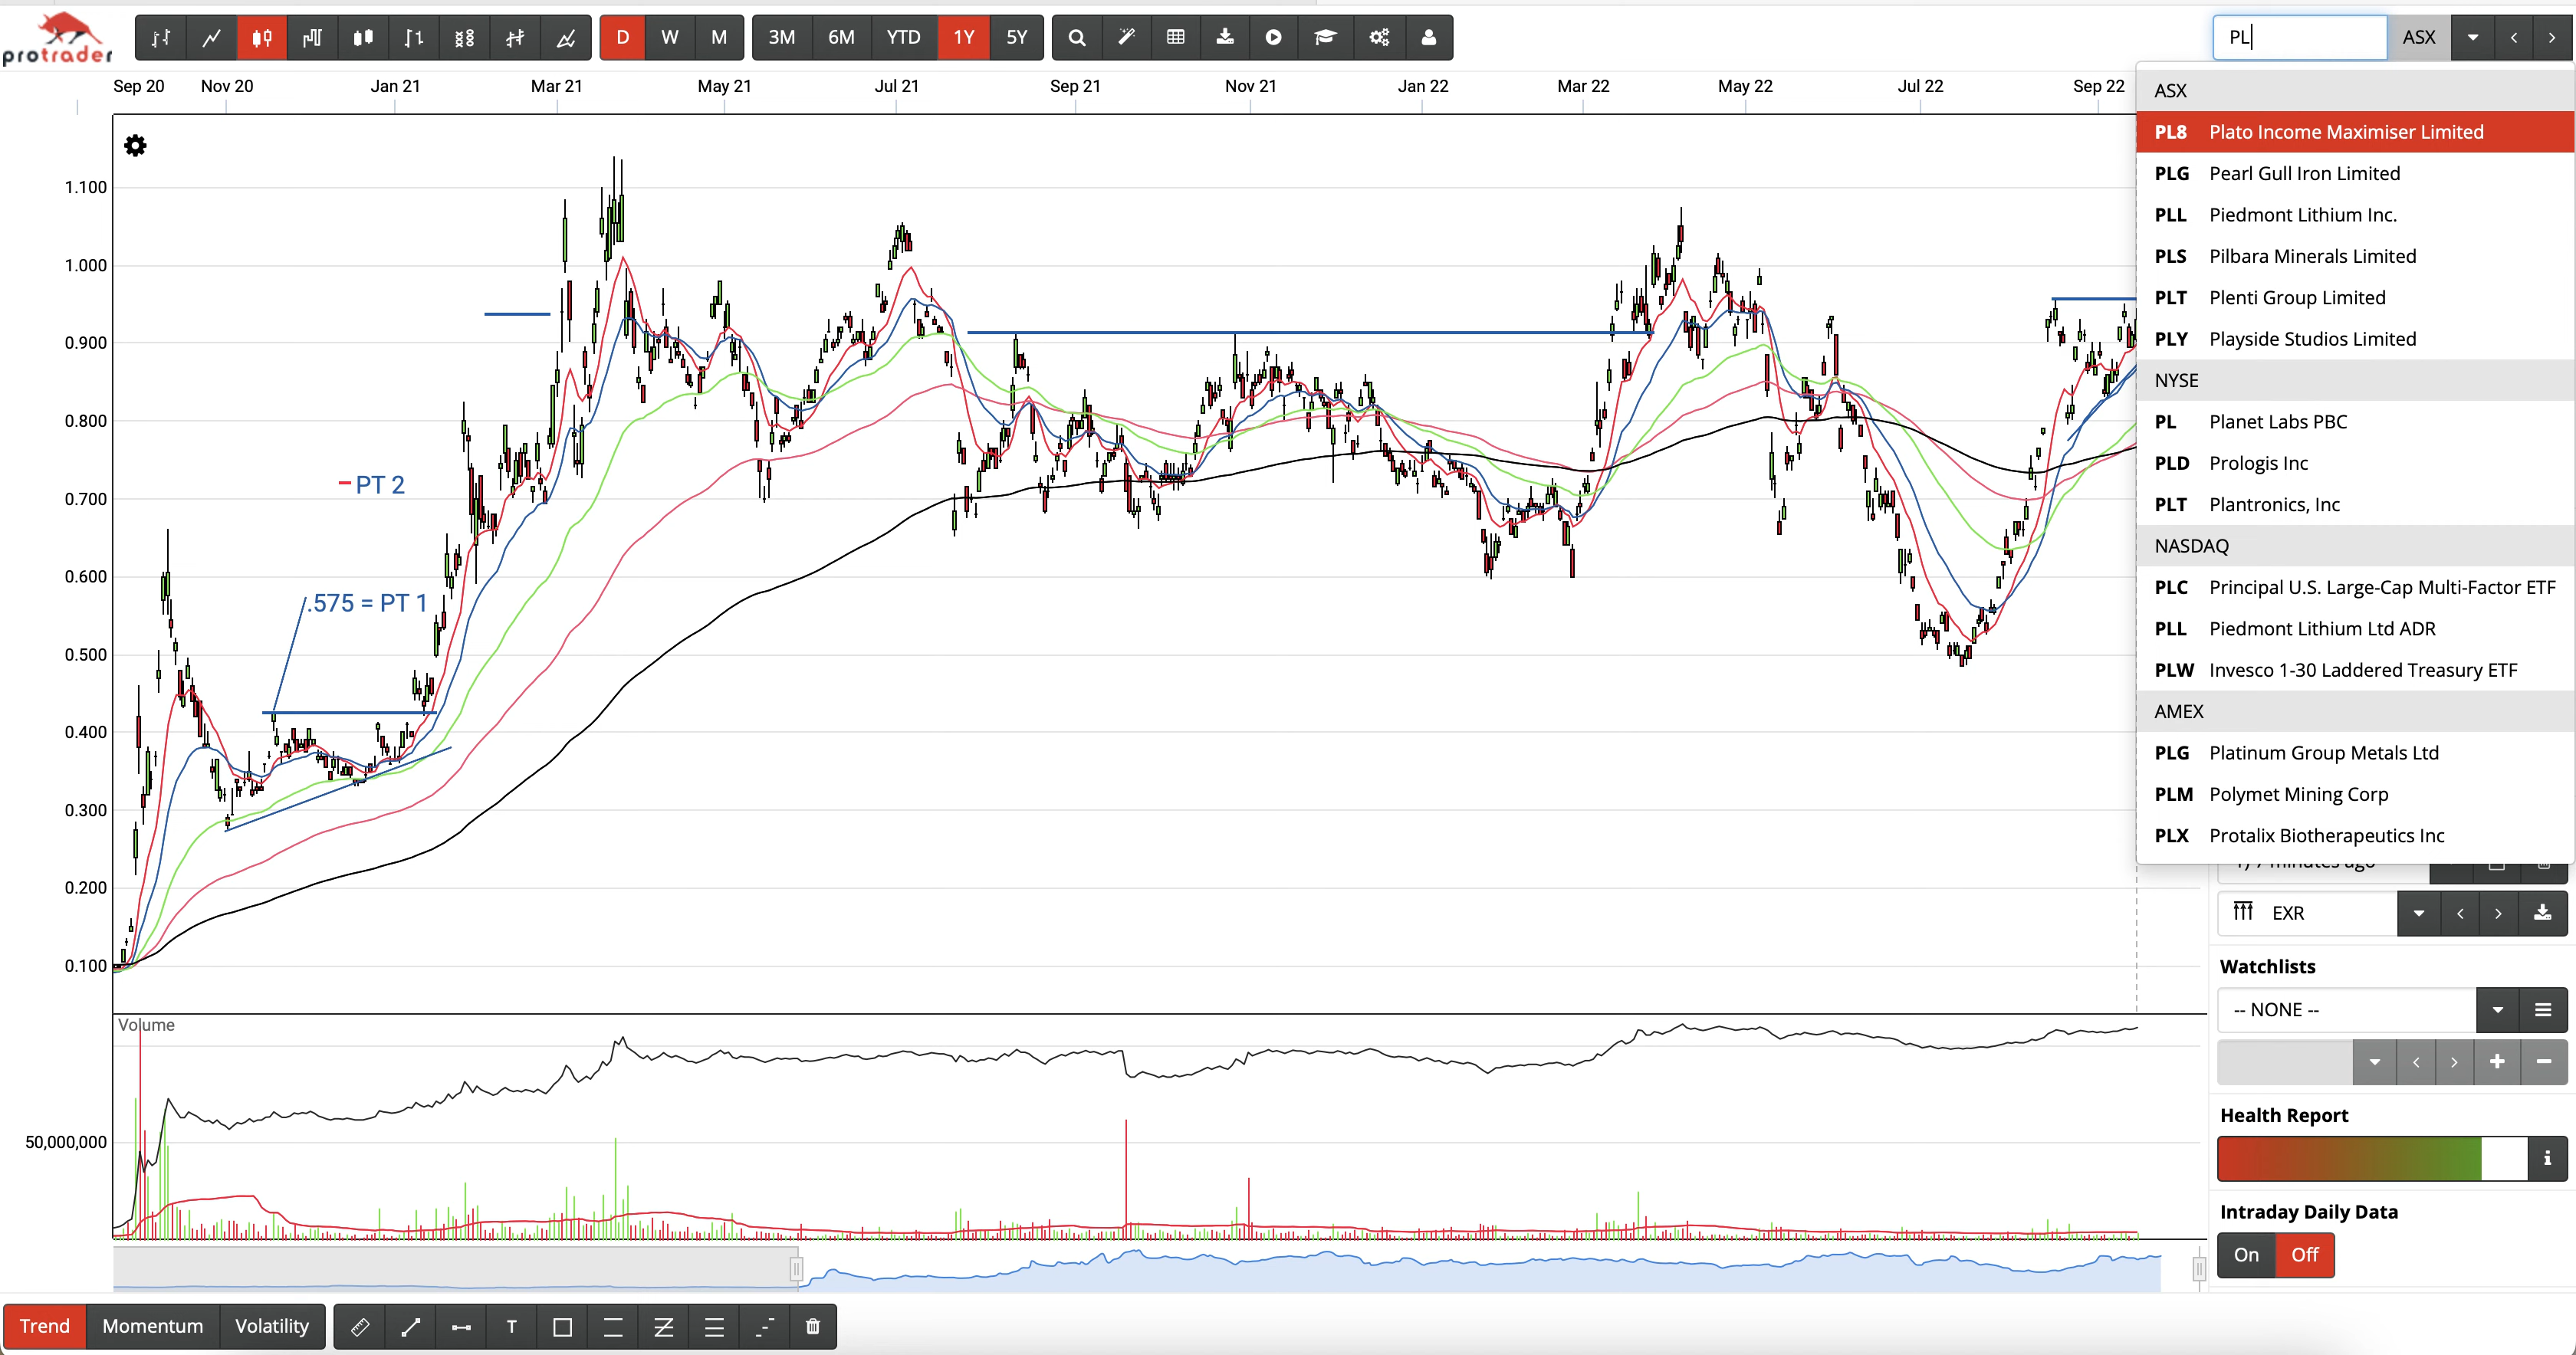 protrader
D W M 3M 6M YTD 1Y 5Y
PL ASX
Sep 20 Nov 20 Jan 21 Mar 21 May 21 Jul 21 Sep 21 Nov 21 Jan 22 Mar 22 May 22 Jul 22 Sep 22
ASX
PL8 Plato Income Maximiser Limited
PLG Pearl Gull Iron Limited
PLL Piedmont Lithium Inc.
PLS Pilbara Minerals Limited
PLT Plenti Group Limited
PLY Playside Studios Limited
NYSE
PL Planet Labs PBC
PLD Prologis Inc
PLT Plantronics, Inc
NASDAQ
PLC Principal U.S. Large-Cap Multi-Factor ETF
PLL Piedmont Lithium Ltd ADR
PLW Invesco 1-30 Laddered Treasury ETF
AMEX
PLG Platinum Group Metals Ltd
PLM Polymet Mining Corp
PLX Protalix Biotherapeutics Inc
1.100
1.000
0.900
0.800
0.700
0.600
0.500
0.400
0.300
0.200
0.100
PT 2
.575 = PT 1
minutes ago
EXR
Watchlists
-- NONE --
Volume
50,000,000
Health Report
Intraday Daily Data
On Off
Trend Momentum Volatility
T